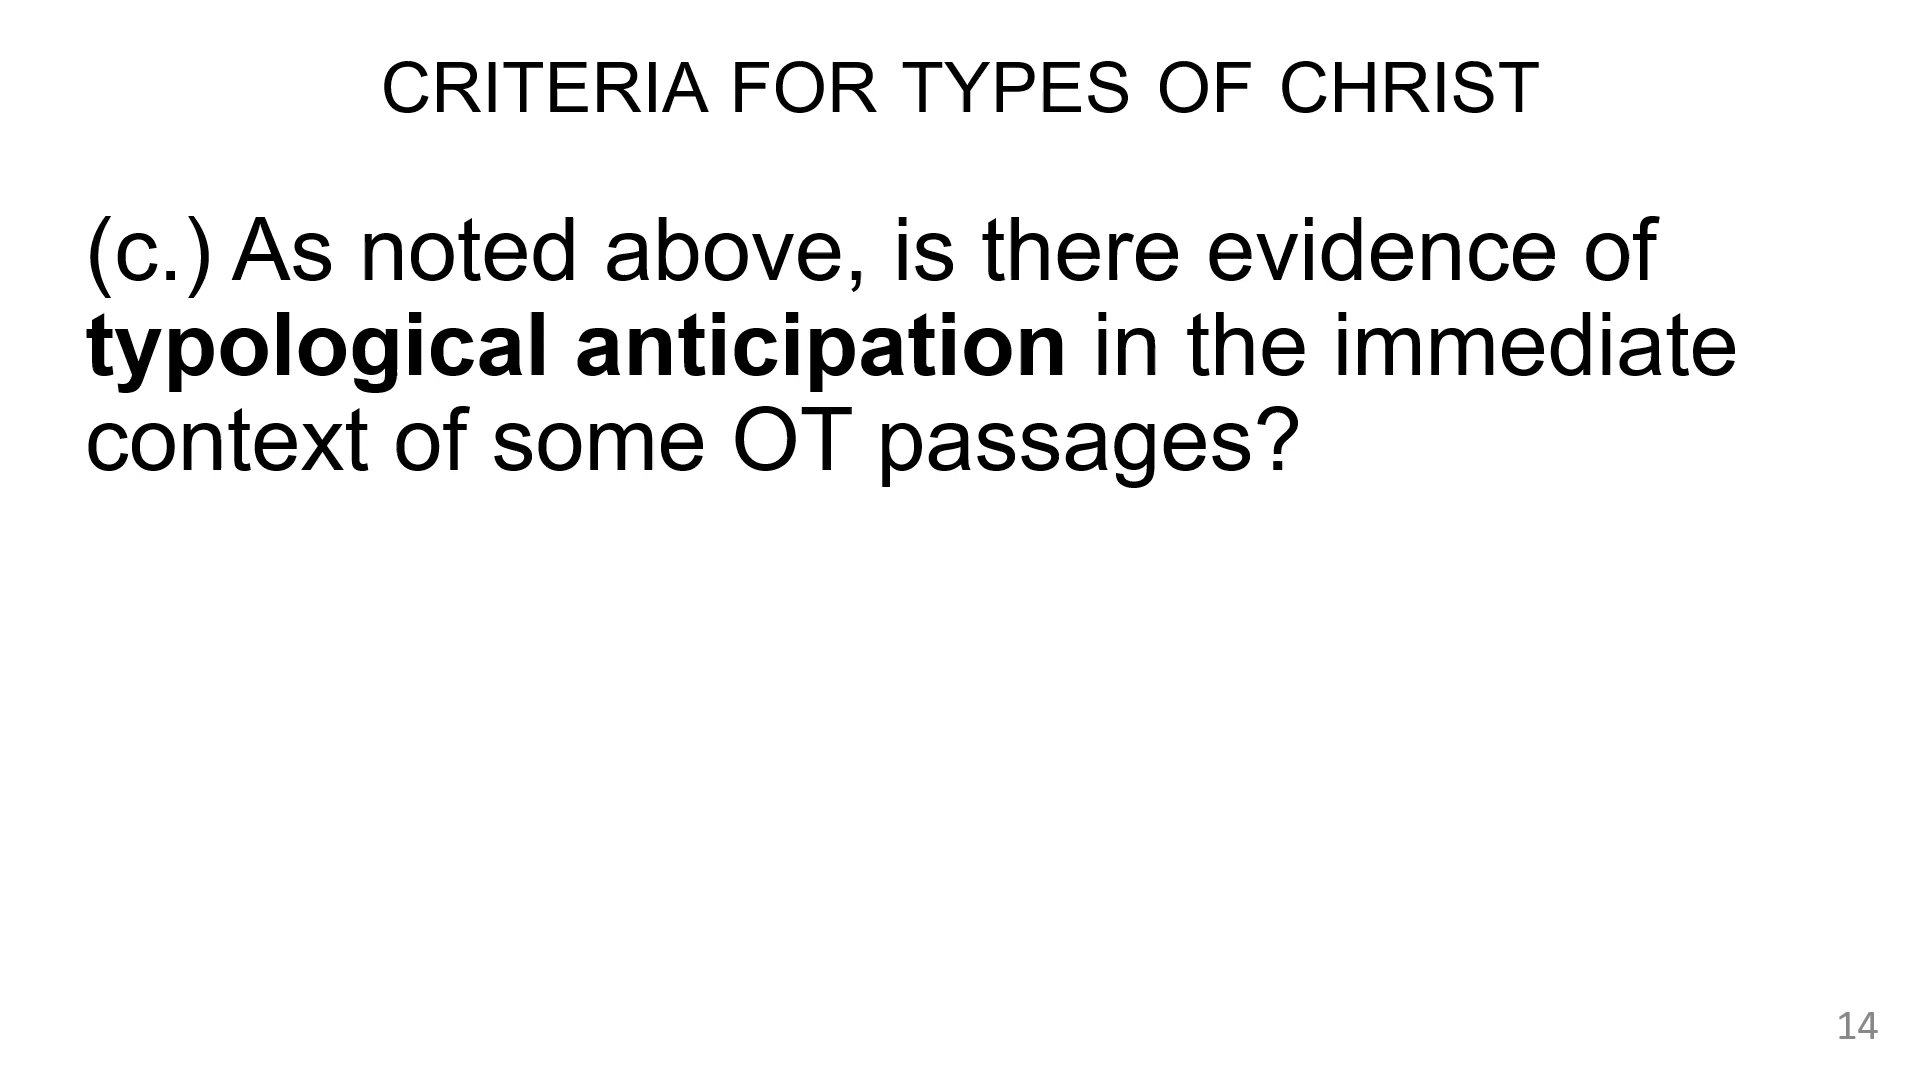 CRITERIA FOR TYPES OF CHRIST
(c.) As noted above, is there evidence of
typological anticipation in the immediate
context of some OT passages?
14